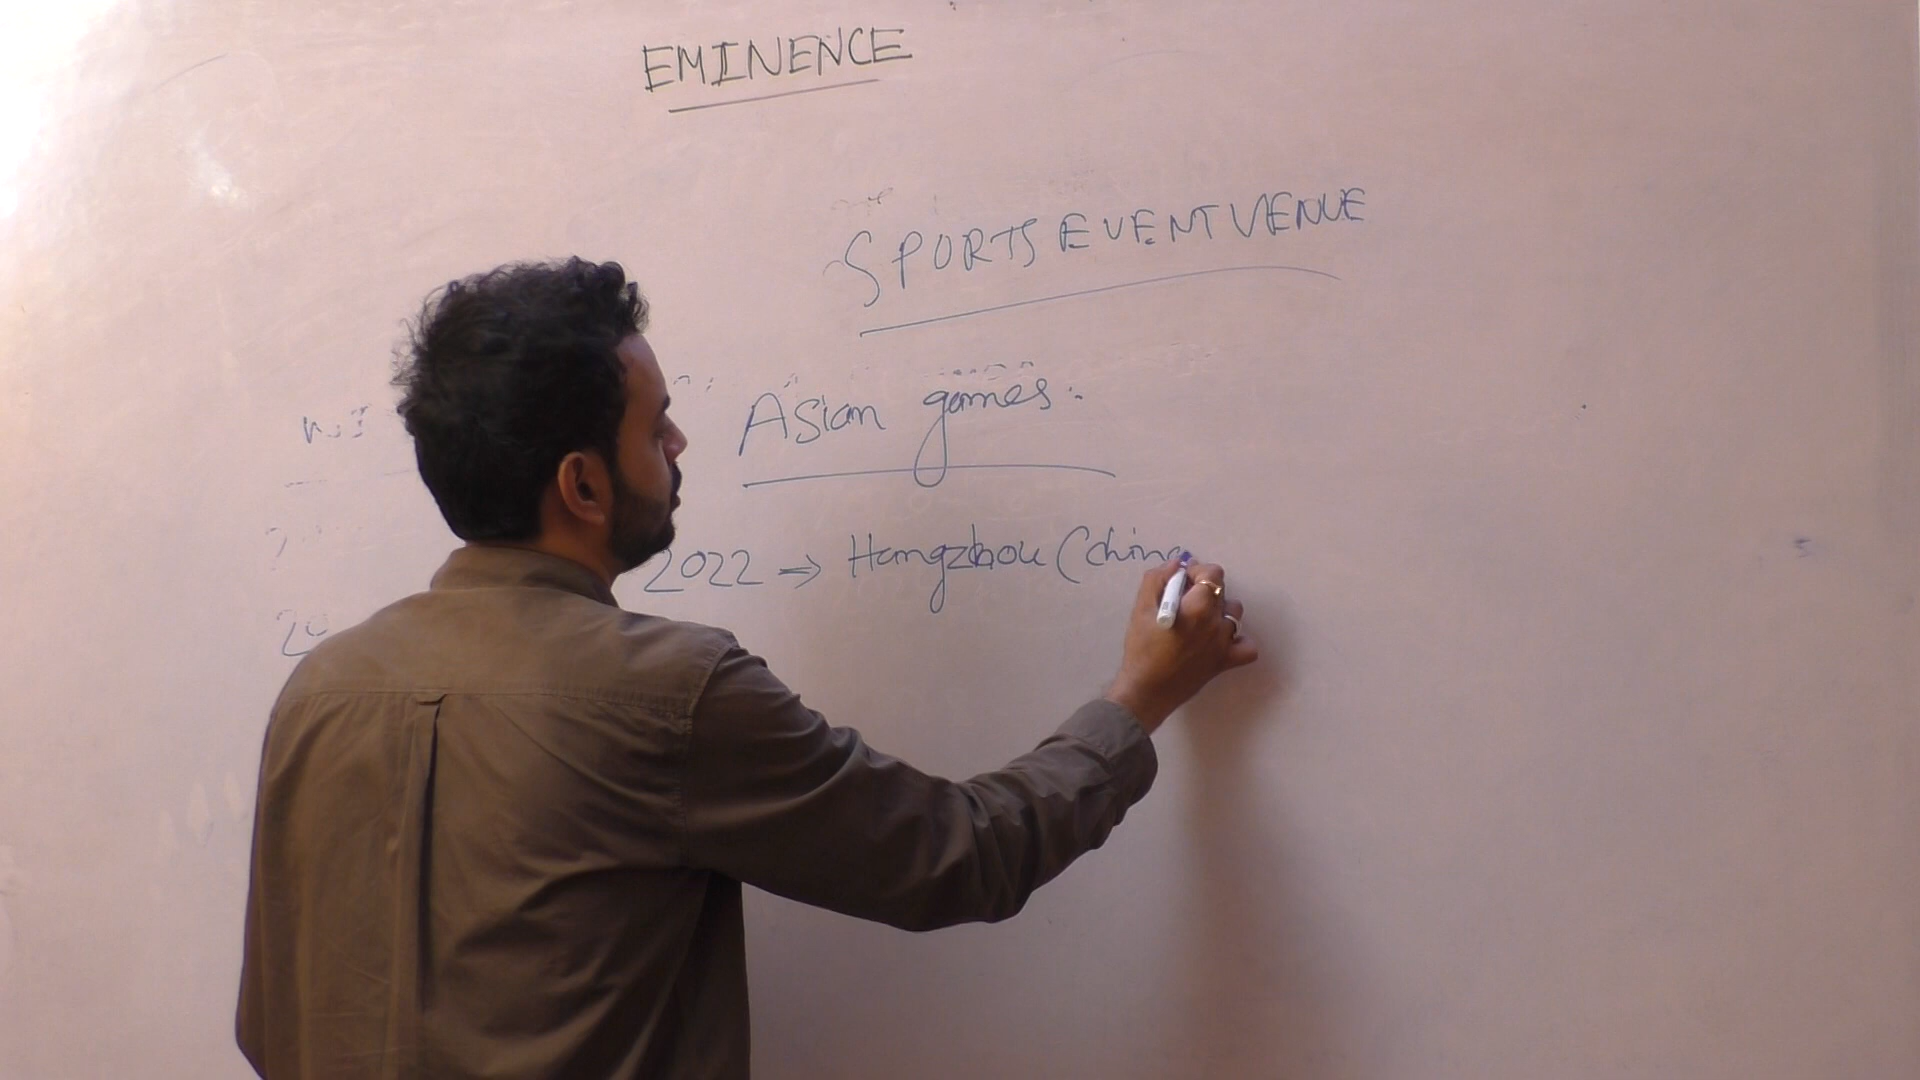 EMINENCE
SPORTS EVENT VENUE
Asian games :
2022 → Hangzhou (China